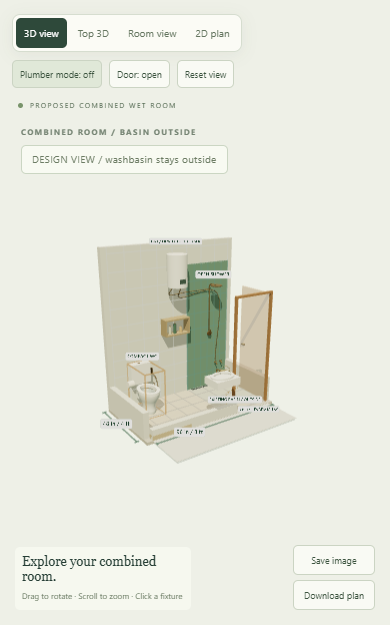 3D view
Top 3D
Room view
2D plan
Plumber mode: off
Door: open
Reset view
PROPOSED COMBINED WET ROOM
COMBINED ROOM / BASIN OUTSIDE
DESIGN VIEW / washbasin stays outside
Explore your combined
room.
Drag to rotate · Scroll to zoom · Click a fixture
Save image
Download plan